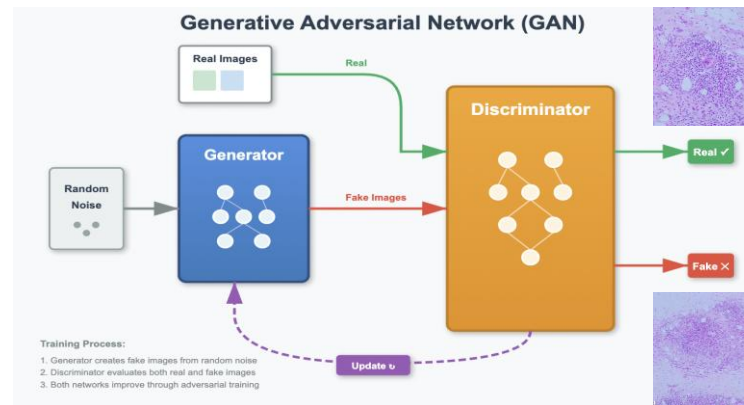 Generative Adversarial Network (GAN)
Real Images
Real
Discriminator
Generator
Real ✓
Random
Noise
Fake Images
Fake ✕
Training Process:
1. Generator creates fake images from random noise
2. Discriminator evaluates both real and fake images
3. Both networks improve through adversarial training
Update ↻